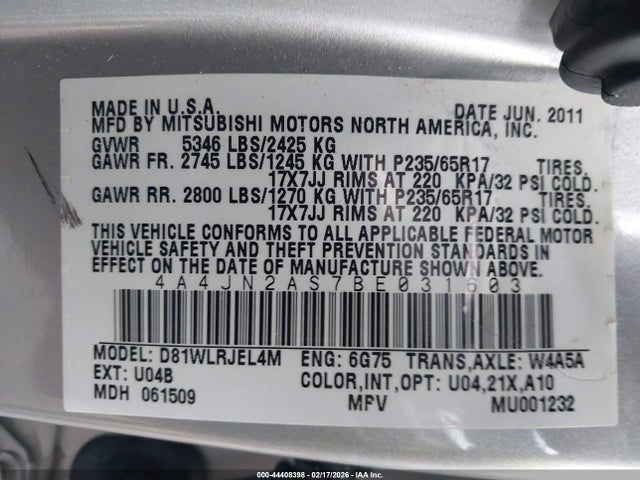 MADE IN U.S.A. DATE JUN. 2011
MFD BY MITSUBISHI MOTORS NORTH AMERICA, INC.
GVWR 5346 LBS/2425 KG
GAWR FR. 2745 LBS/1245 KG WITH P235/65R17 TIRES.
17X7JJ RIMS AT 220 KPA/32 PSI COLD.
GAWR RR. 2800 LBS/1270 KG WITH P235/65R17 TIRES.
17X7JJ RIMS AT 220 KPA/32 PSI COLD.
THIS VEHICLE CONFORMS TO ALL APPLICABLE FEDERAL MOTOR
VEHICLE SAFETY AND THEFT PREVENTION STANDARDS IN
EFFECT ON THE DATE OF MANUFACTURE SHOWN ABOVE.
4A4JN2AS7BE031603
MODEL: D81WLRJEL4M ENG: 6G75 TRANS,AXLE: W4A5A
EXT: U04B COLOR,INT,OPT: U04,21X,A10
MDH 061509 MPV MU001232
000-44408398 - 02/17/2026 - IAA Inc.